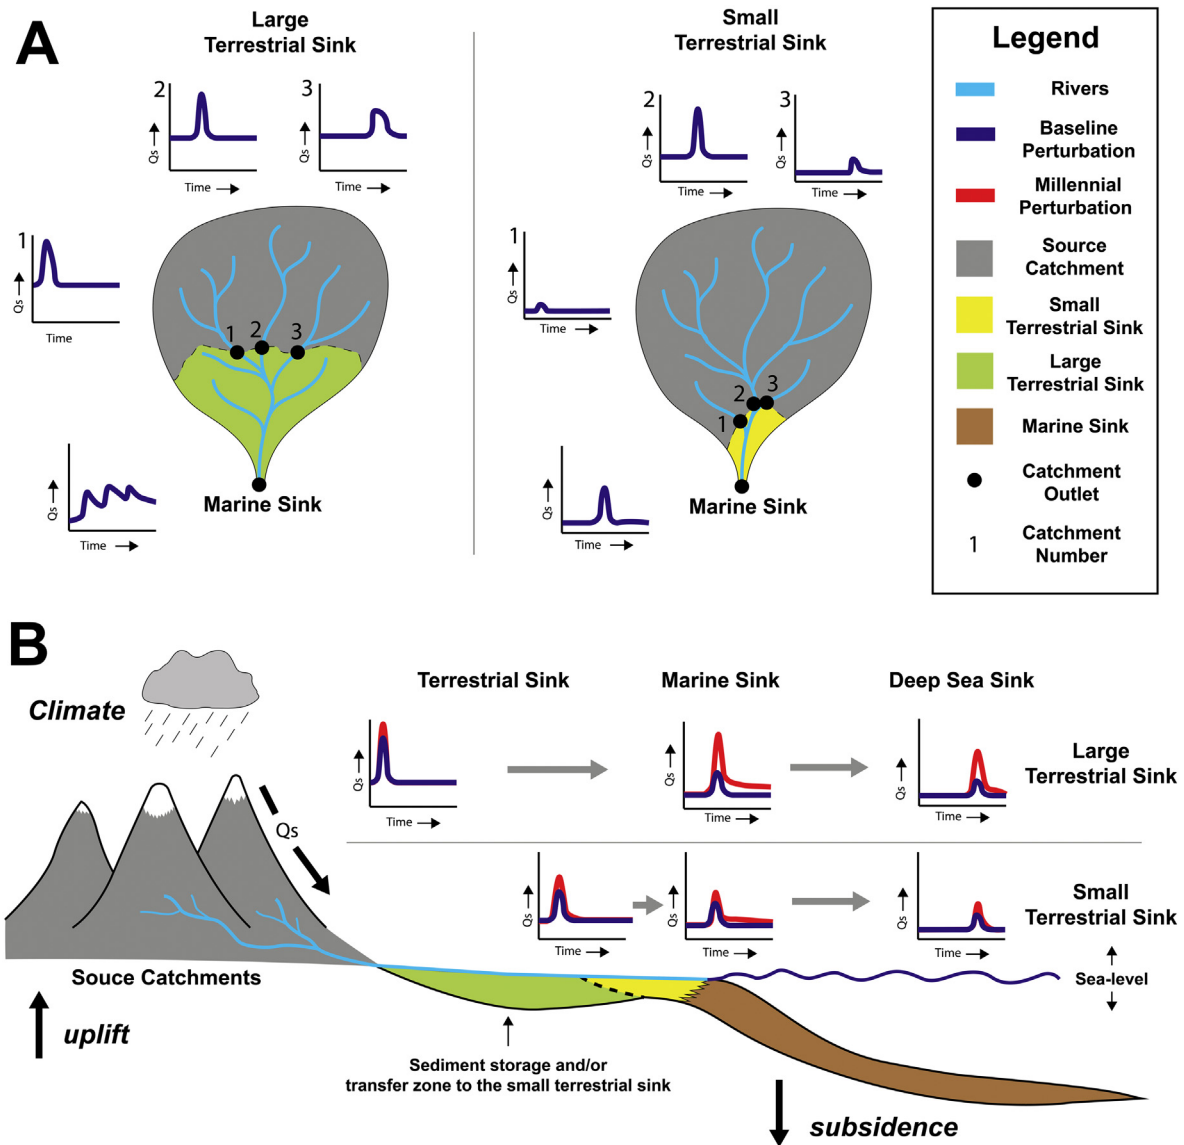 A
Large
Terrestrial Sink
Small
Terrestrial Sink
2
Qs
Time
3
Qs
Time
1
Qs
Time
1
2
3
Qs
Time
Marine Sink
2
Qs
Time
3
Qs
Time
1
Qs
Time
2
3
1
Qs
Time
Marine Sink
Legend
Rivers
Baseline
Perturbation
Millennial
Perturbation
Source
Catchment
Small
Terrestrial Sink
Large
Terrestrial Sink
Marine Sink
Catchment
Outlet
1
Catchment
Number
B
Climate
Qs
Terrestrial Sink
Marine Sink
Deep Sea Sink
Qs
Time
Qs
Time
Qs
Time
Large
Terrestrial Sink
Qs
Time
Qs
Time
Qs
Time
Small
Terrestrial Sink
Sea-level
Souce Catchments
uplift
Sediment storage and/or
transfer zone to the small terrestrial sink
subsidence